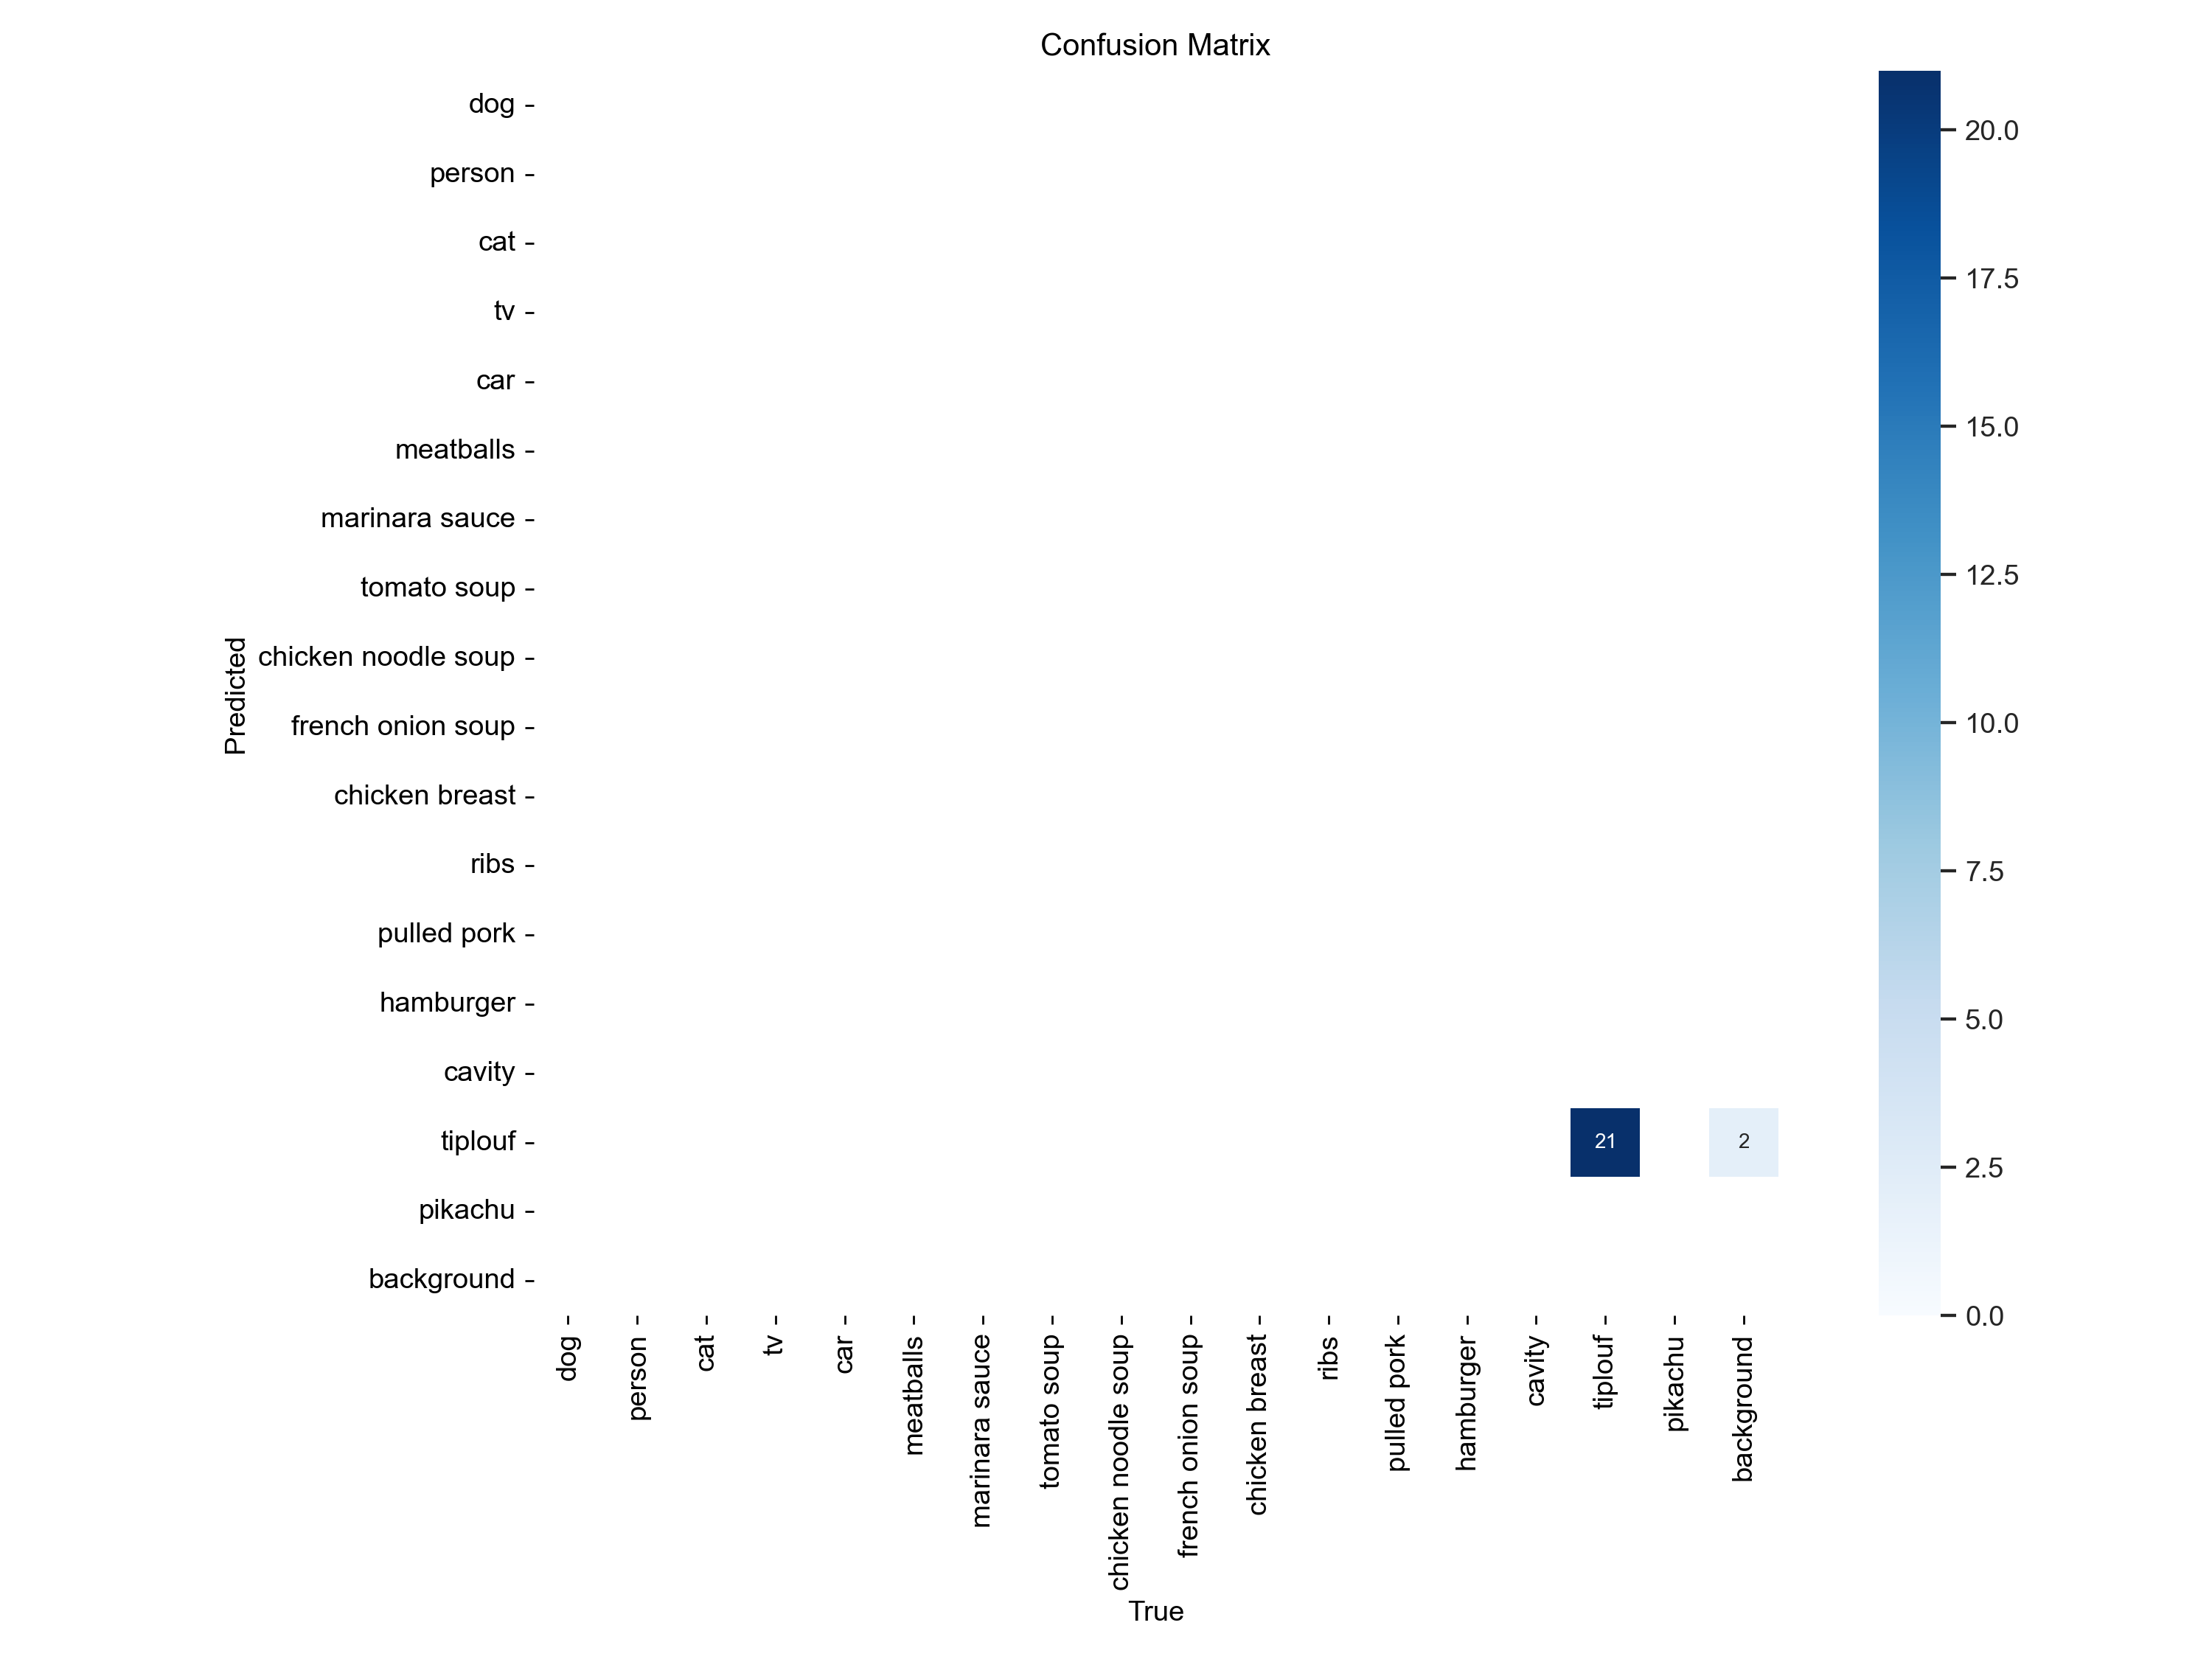 Confusion Matrix
Predicted
dog
person
cat
tv
car
meatballs
marinara sauce
tomato soup
chicken noodle soup
french onion soup
chicken breast
ribs
pulled pork
hamburger
cavity
tiplouf
pikachu
background
21
2
dog
person
cat
tv
car
meatballs
marinara sauce
tomato soup
chicken noodle soup
french onion soup
chicken breast
ribs
pulled pork
hamburger
cavity
tiplouf
pikachu
background
True
20.0
17.5
15.0
12.5
10.0
7.5
5.0
2.5
0.0